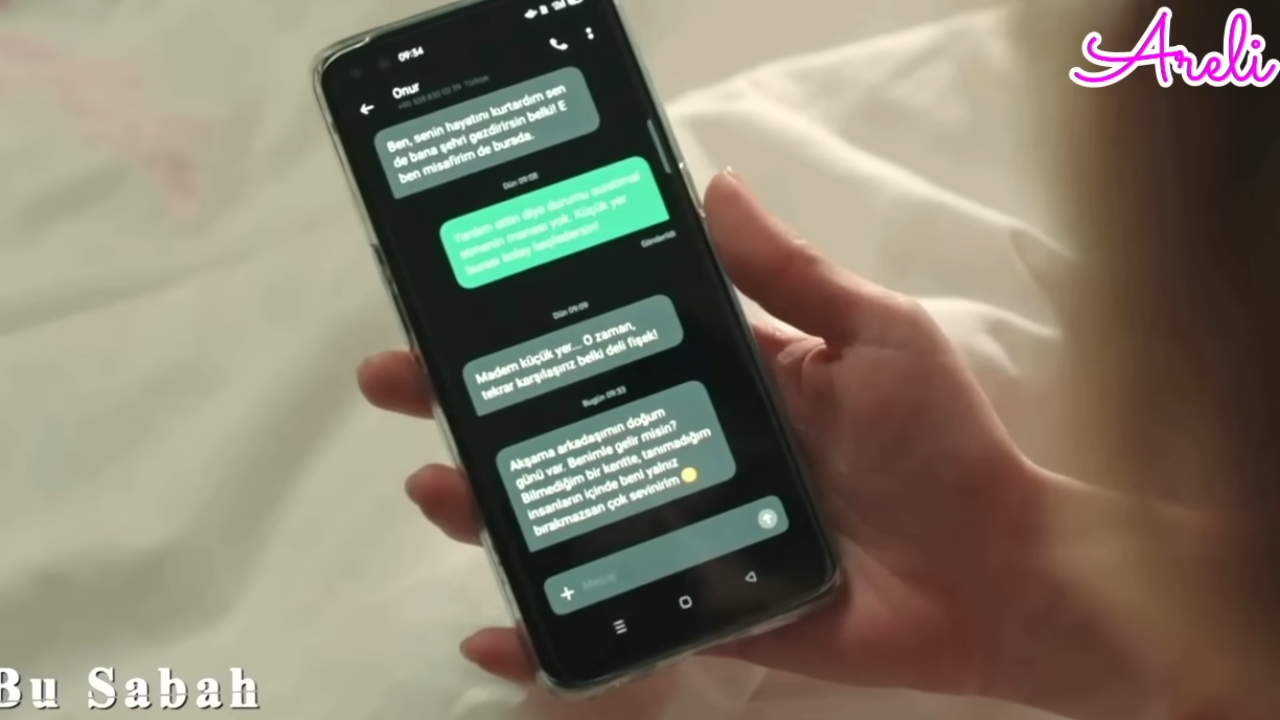 Areli
09:54
Onur
Ben, senin hayatını kurtardım sen
de bana şehri gezdirirsin belki! E
ben misafirim de burada.
Dün 09:08
Yardım ettin diye durumu suistimal
etmenin manası yok. Küçük yer
burası kolay keşfedersin!
Gönderildi
Dün 09:09
Madem küçük yer... O zaman,
tekrar karşılaşırız belki deli fişek!
Bugün 09:53
Akşama arkadaşımın doğum
günü var. Benimle gelir misin?
Bilmediğim bir kentte, tanımadığım
insanların içinde beni yalnız
bırakmazsan çok sevinirim
Mesaj
Bu Sabah